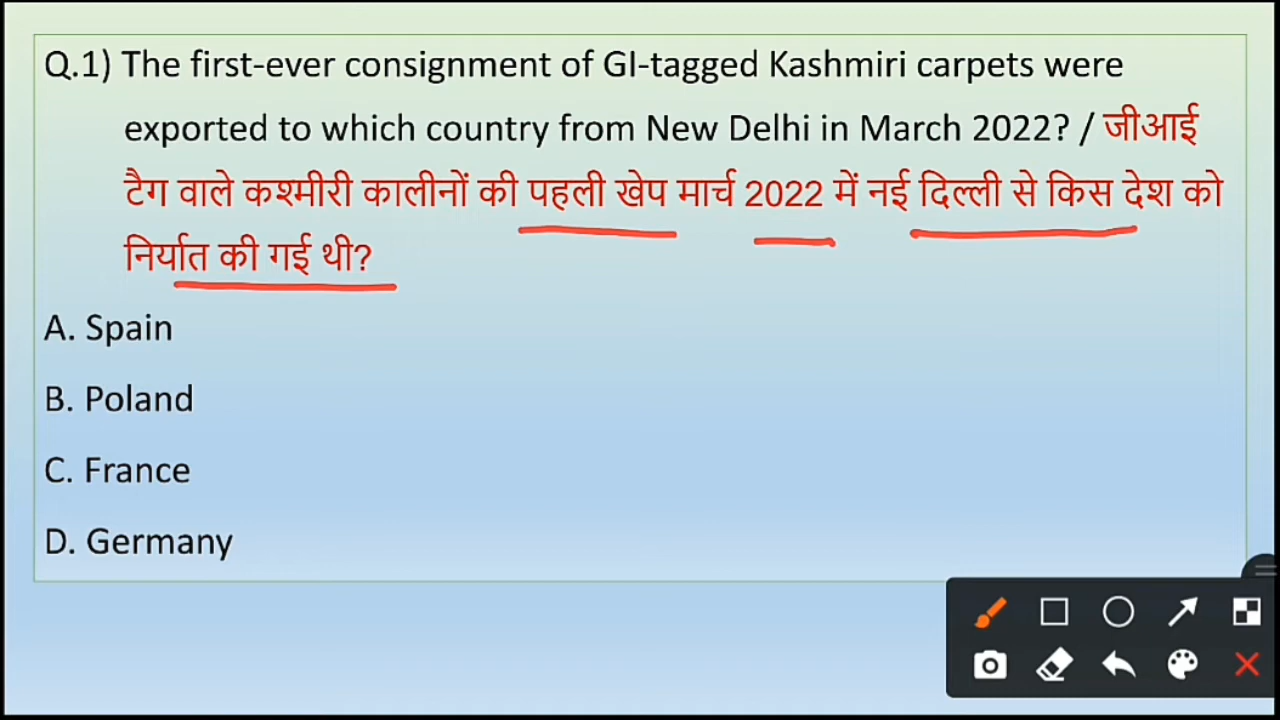 Q.1) The first-ever consignment of GI-tagged Kashmiri carpets were
exported to which country from New Delhi in March 2022? / जीआई
टैग वाले कश्मीरी कालीनों की पहली खेप मार्च 2022 में नई दिल्ली से किस देश को
निर्यात की गई थी?
A. Spain
B. Poland
C. France
D. Germany